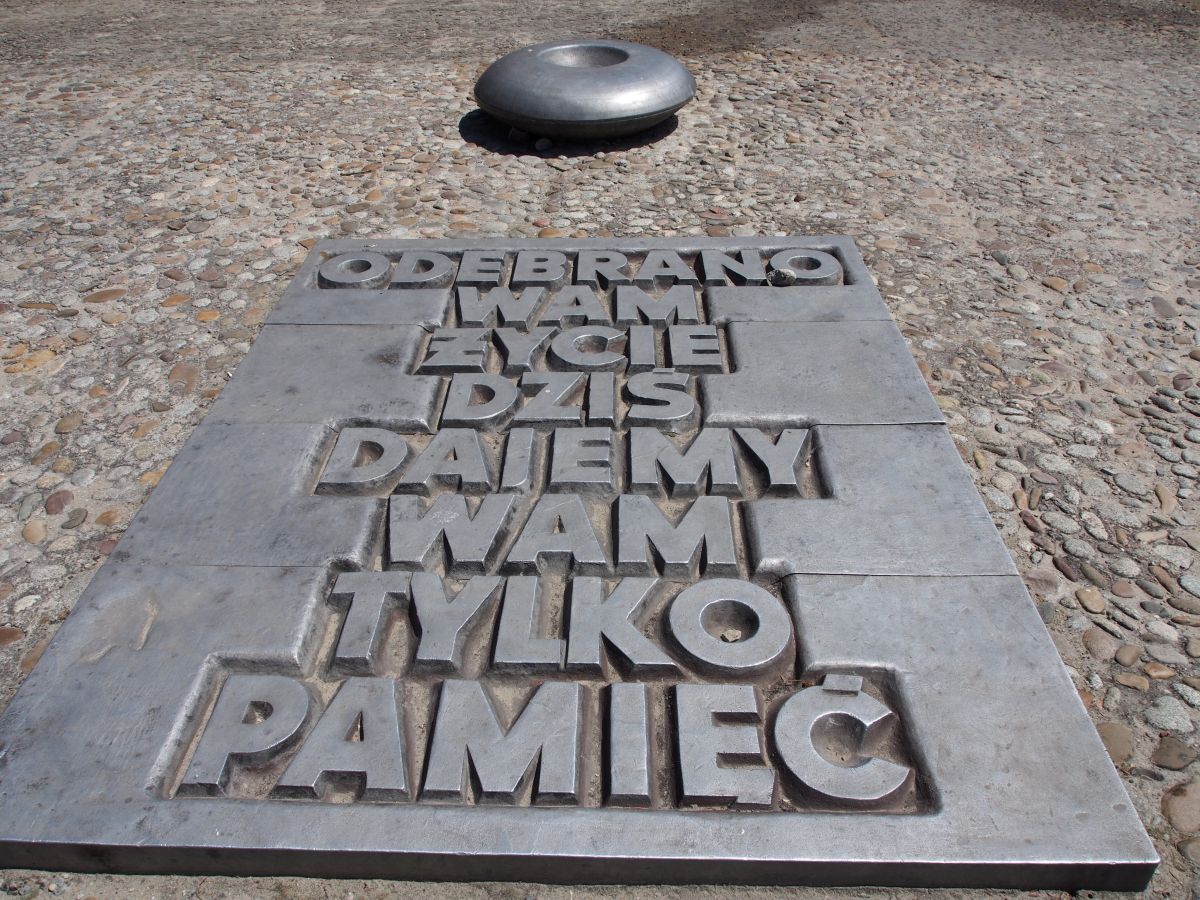 ODEBRANO
WAM
ŻYCIE
DZIŚ
DAJEMY
WAM
TYLKO
PAMIĘĆ